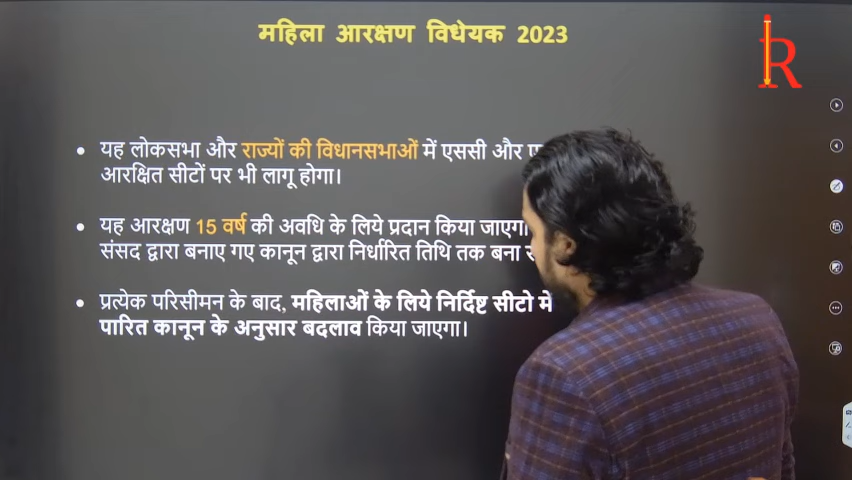 महिला आरक्षण विधेयक 2023
R
यह लोकसभा और राज्यों की विधानसभाओं में एससी और
आरक्षित सीटों पर भी लागू होगा।
यह आरक्षण 15 वर्ष की अवधि के लिये प्रदान किया जाएगा
संसद द्वारा बनाए गए कानून द्वारा निर्धारित तिथि तक बना
प्रत्येक परिसीमन के बाद, महिलाओं के लिये निर्दिष्ट सीटो में
पारित कानून के अनुसार बदलाव किया जाएगा।